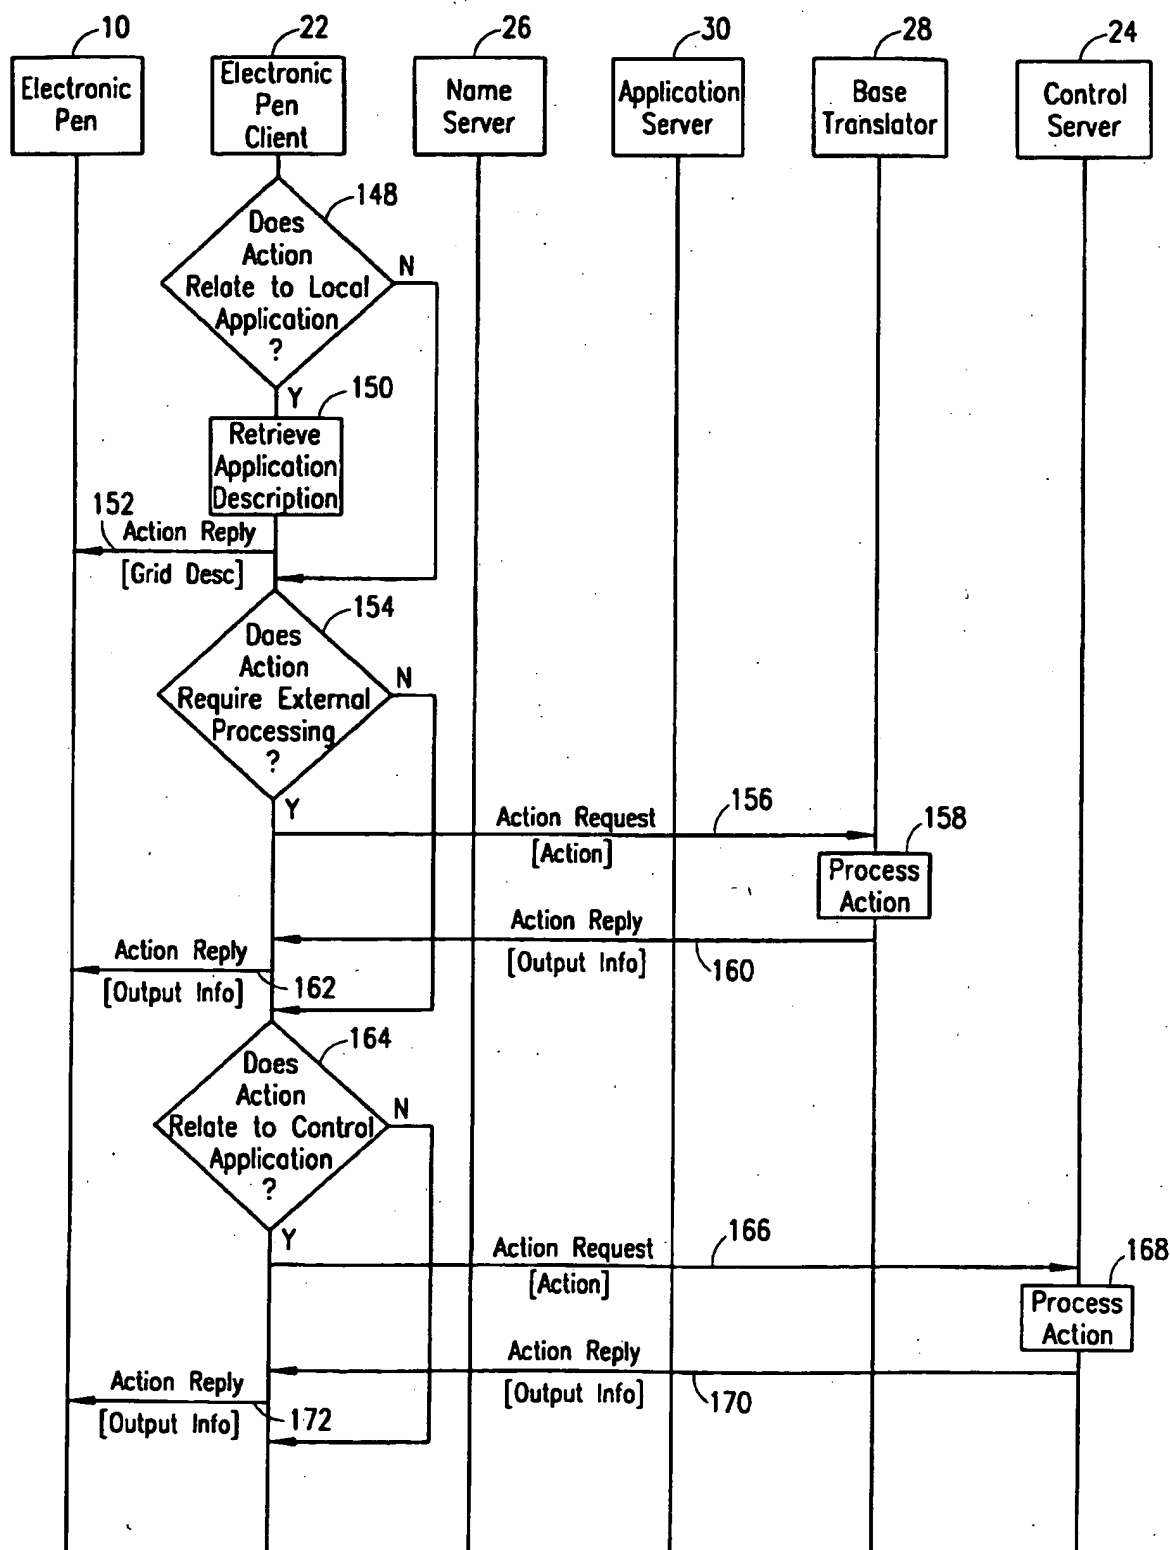 10
22
26
30
28
24
Electronic
Pen
Electronic
Pen
Client
Name
Server
Application
Server
Base
Translator
Control
Server
148
Does
Action
Relate to Local
Application
?
N
Y
150
Retrieve
Application
Description
152
Action Reply
[Grid Desc]
154
Does
Action
Require External
Processing
?
N
Y
Action Request
156
[Action]
158
Process
Action
Action Reply
[Output Info]
160
Action Reply
[Output Info]
162
164
Does
Action
Relate to Control
Application
?
N
Y
Action Request
166
[Action]
168
Process
Action
Action Reply
[Output Info]
170
Action Reply
[Output Info]
172